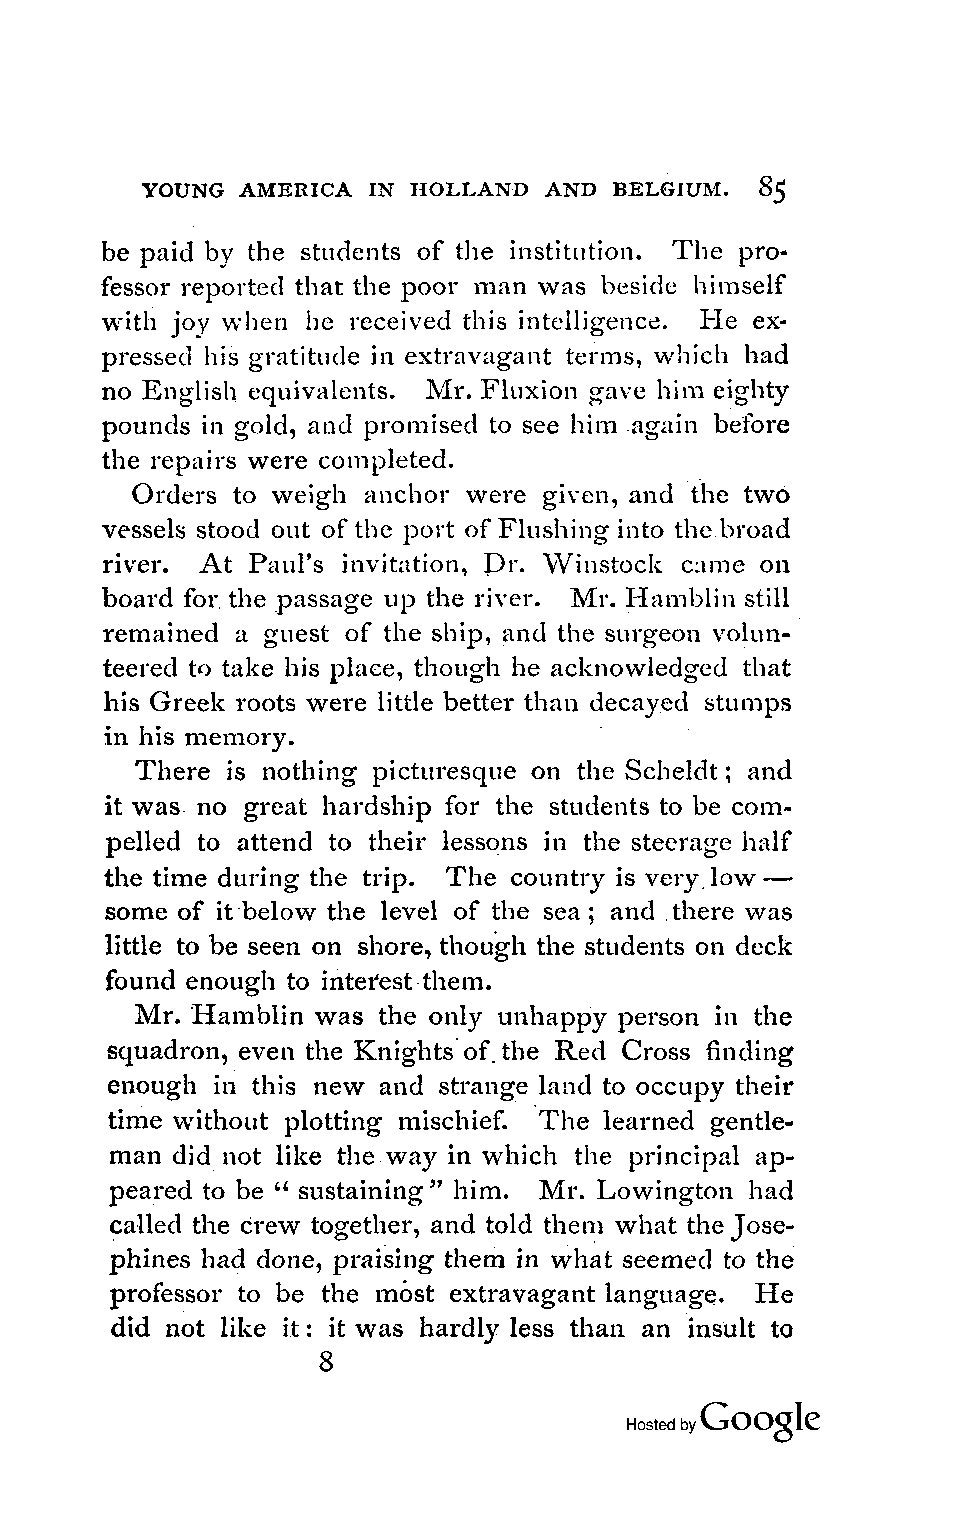 YOUNG AMERICA IN HOLLAND AND BELGIUM. 85
be paid by the students of the institution. The pro-
fessor reported that the poor man was beside himself
with joy when he received this intelligence. He ex-
pressed his gratitude in extravagant terms, which had
no English equivalents. Mr. Fluxion gave him eighty
pounds in gold, and promised to see him again before
the repairs were completed.
Orders to weigh anchor were given, and the two
vessels stood out of the port of Flushing into the broad
river. At Paul's invitation, Dr. Winstock came on
board for the passage up the river. Mr. Hamblin still
remained a guest of the ship, and the surgeon volun-
teered to take his place, though he acknowledged that
his Greek roots were little better than decayed stumps
in his memory.
There is nothing picturesque on the Scheldt; and
it was no great hardship for the students to be com-
pelled to attend to their lessons in the steerage half
the time during the trip. The country is very low —
some of it below the level of the sea; and there was
little to be seen on shore, though the students on deck
found enough to interest them.
Mr. Hamblin was the only unhappy person in the
squadron, even the Knights of the Red Cross finding
enough in this new and strange land to occupy their
time without plotting mischief. The learned gentle-
man did not like the way in which the principal ap-
peared to be "sustaining" him. Mr. Lowington had
called the crew together, and told them what the Jose-
phines had done, praising them in what seemed to the
professor to be the most extravagant language. He
did not like it: it was hardly less than an insult to
8
Hosted by Google